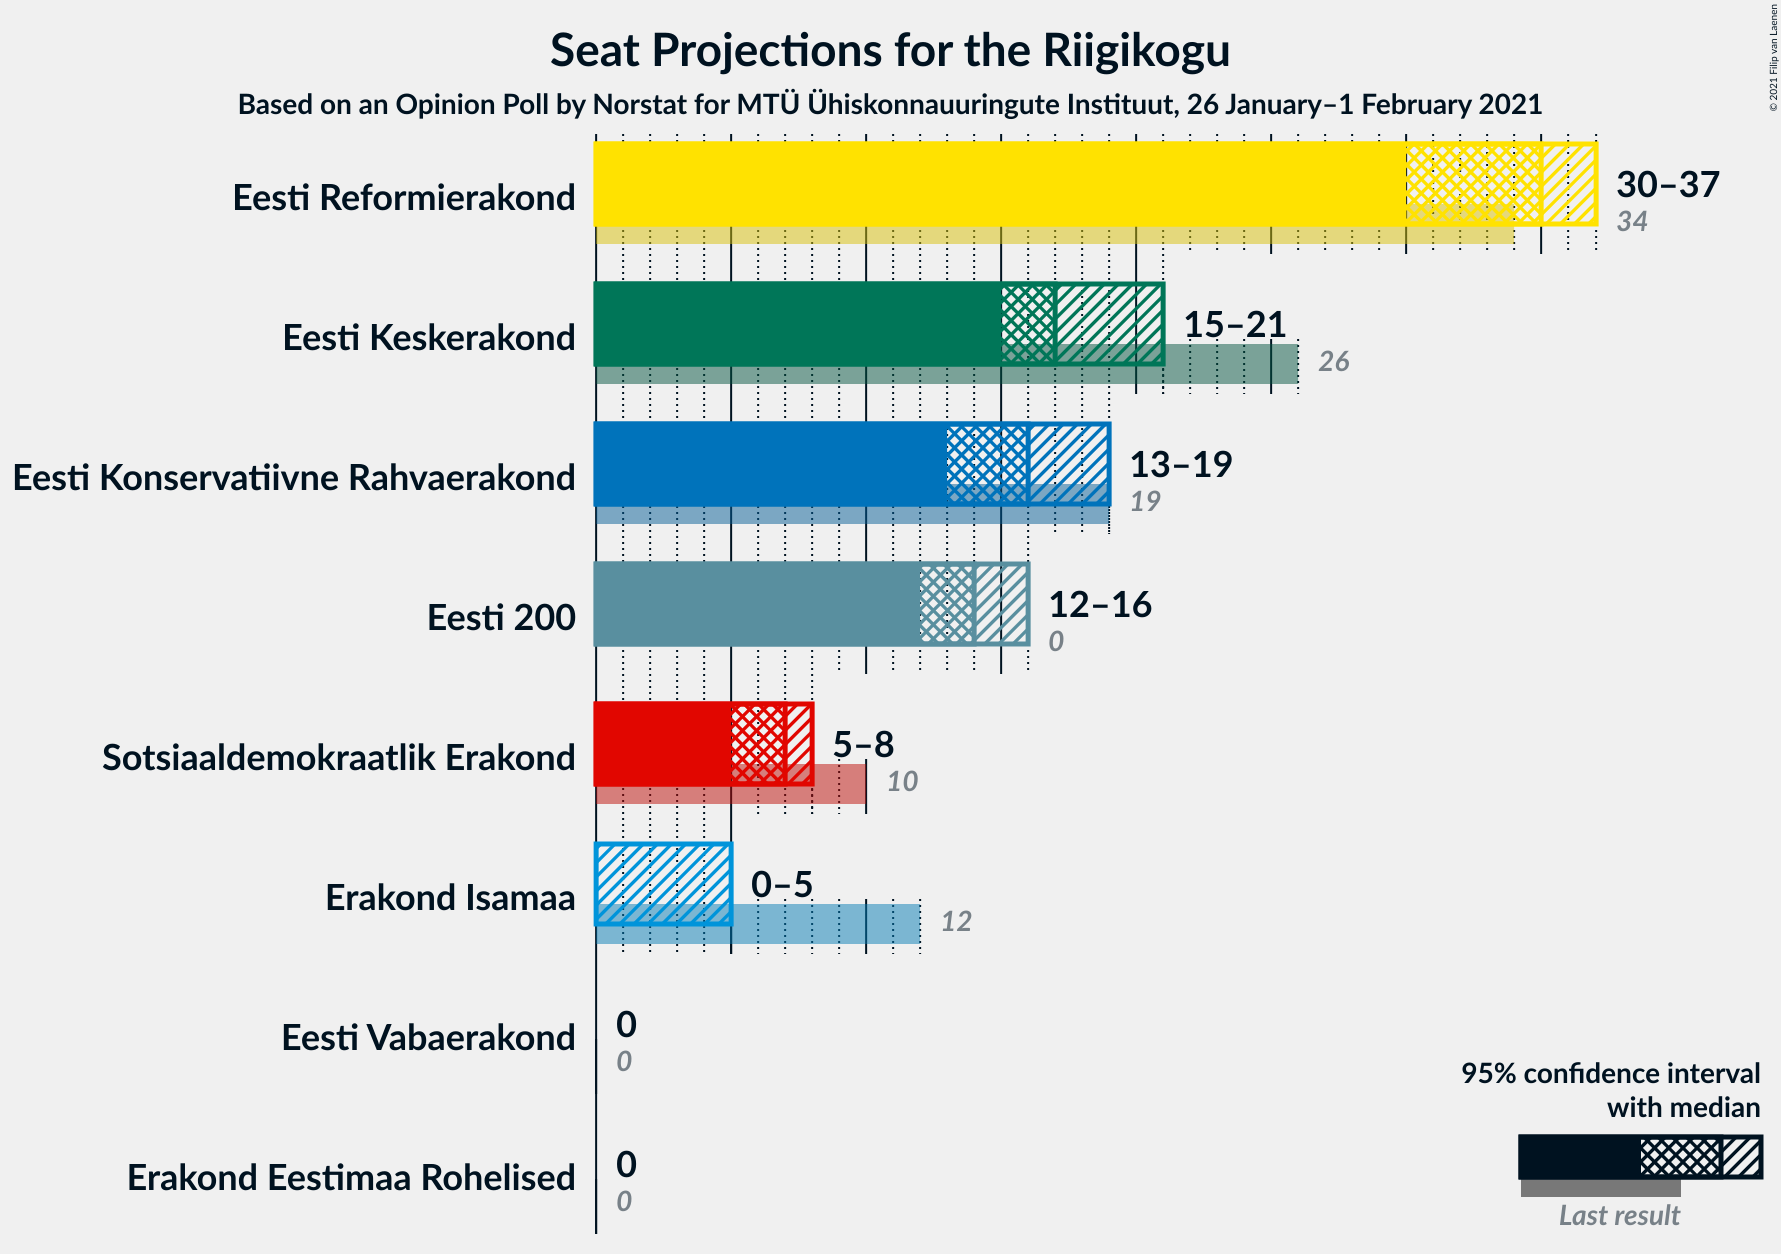 Seat Projections for the Riigikogu
Based on an Opinion Poll by Norstat for MTÜ Ühiskonnauuringute Instituut, 26 January–1 February 2021
© 2021 Filip van Laenen
Eesti Reformierakond
30–37
34
Eesti Keskerakond
15–21
26
Eesti Konservatiivne Rahvaerakond
13–19
19
Eesti 200
12–16
0
Sotsiaaldemokraatlik Erakond
5–8
10
Erakond Isamaa
0–5
12
Eesti Vabaerakond
0
0
Erakond Eestimaa Rohelised
0
0
95% confidence interval
with median
Last result